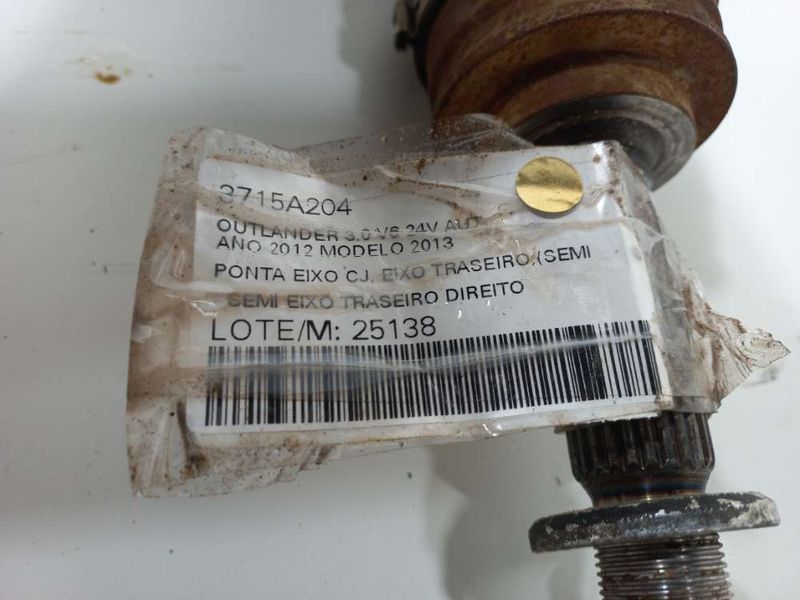 3715A204
OUTLANDER 3.0 V6 24V AUT
ANO 2012 MODELO 2013
PONTA EIXO CJ. EIXO TRASEIRO,(SEMI
SEMI EIXO TRASEIRO DIREITO
LOTE/M: 25138